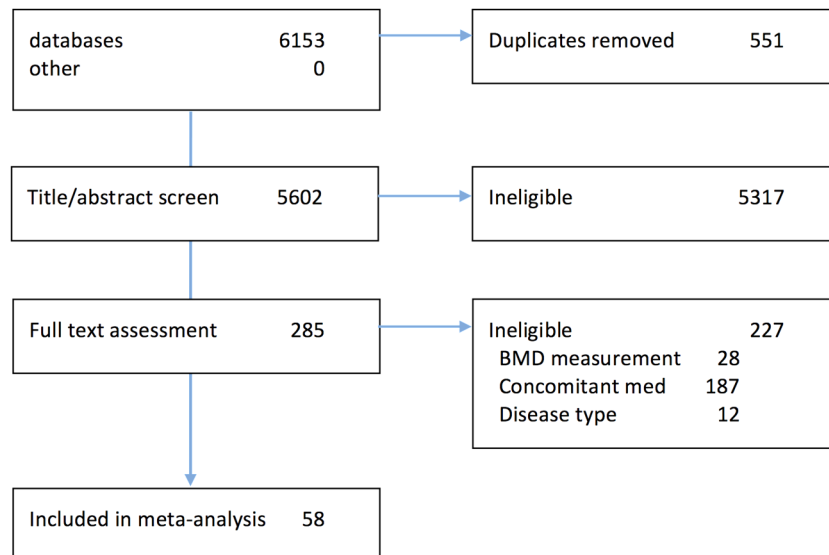 databases 6153
other 0
Duplicates removed 551
Title/abstract screen 5602
Ineligible 5317
Full text assessment 285
Ineligible 227
BMD measurement 28
Concomitant med 187
Disease type 12
Included in meta-analysis 58